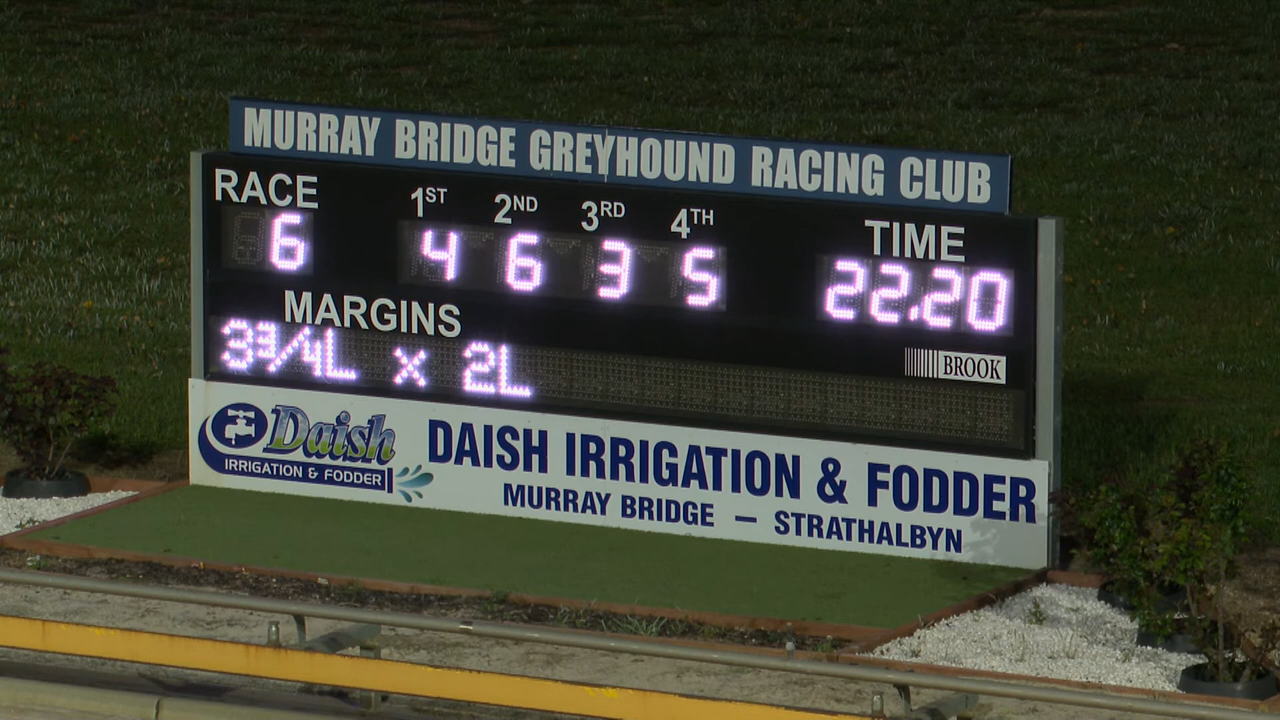 MURRAY BRIDGE GREYHOUND RACING CLUB
RACE 1ST 2ND 3RD 4TH TIME
6 4 6 3 5 22.20
MARGINS
3¾L x 2L
BROOK
Daish
IRRIGATION & FODDER
DAISH IRRIGATION & FODDER
MURRAY BRIDGE – STRATHALBYN